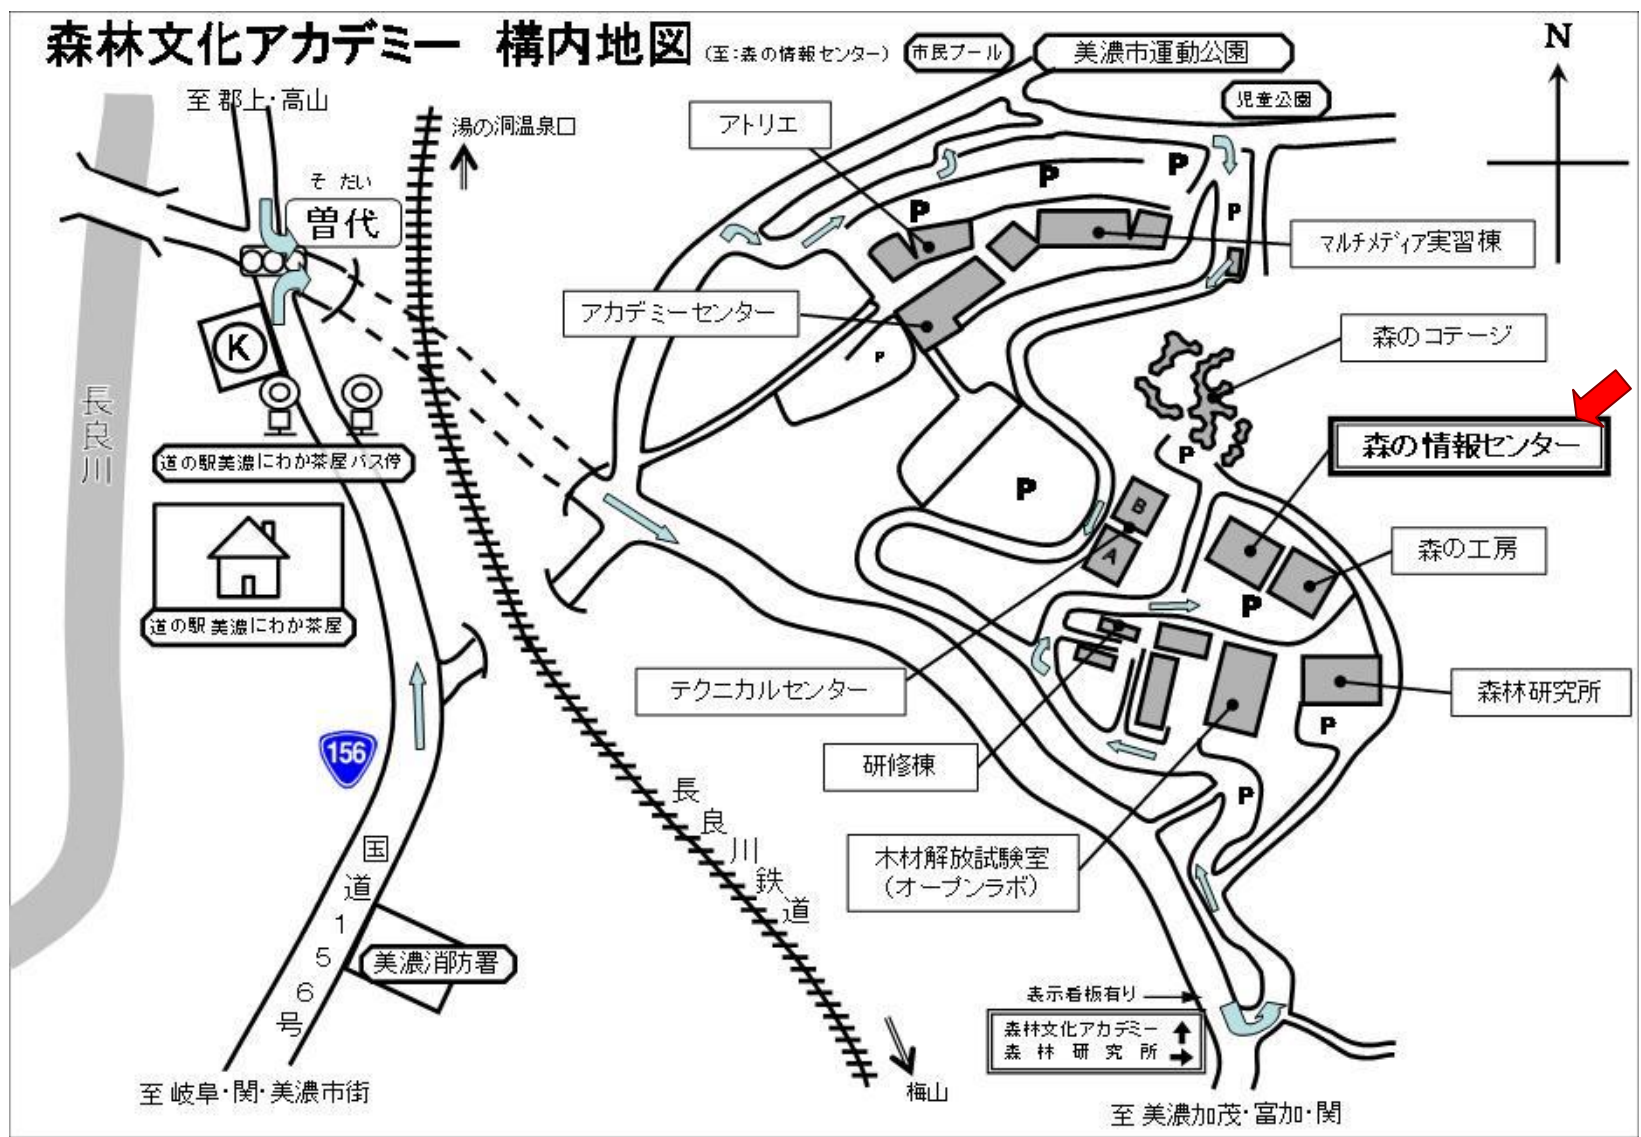 森林文化アカデミー 構内地図
(至:森の情報センター)
市民プール
美濃市運動公園
N
至 郡上・高山
児童公園
アトリエ
湯の洞温泉口
P
P
P
P
そ だい
曽代
マルチメディア実習棟
アカデミーセンター
森のコテージ
K
P
長良川
森の情報センター
道の駅美濃にわか茶屋バス停
P
P
B
A
森の工房
道の駅 美濃にわか茶屋
P
テクニカルセンター
森林研究所
P
156
研修棟
長良川鉄道
P
国道156号
木材解放試験室
(オープンラボ)
美濃消防署
表示看板有り
森林文化アカデミー
森 林 研 究 所
至 岐阜・関・美濃市街
梅山
至 美濃加茂・富加・関